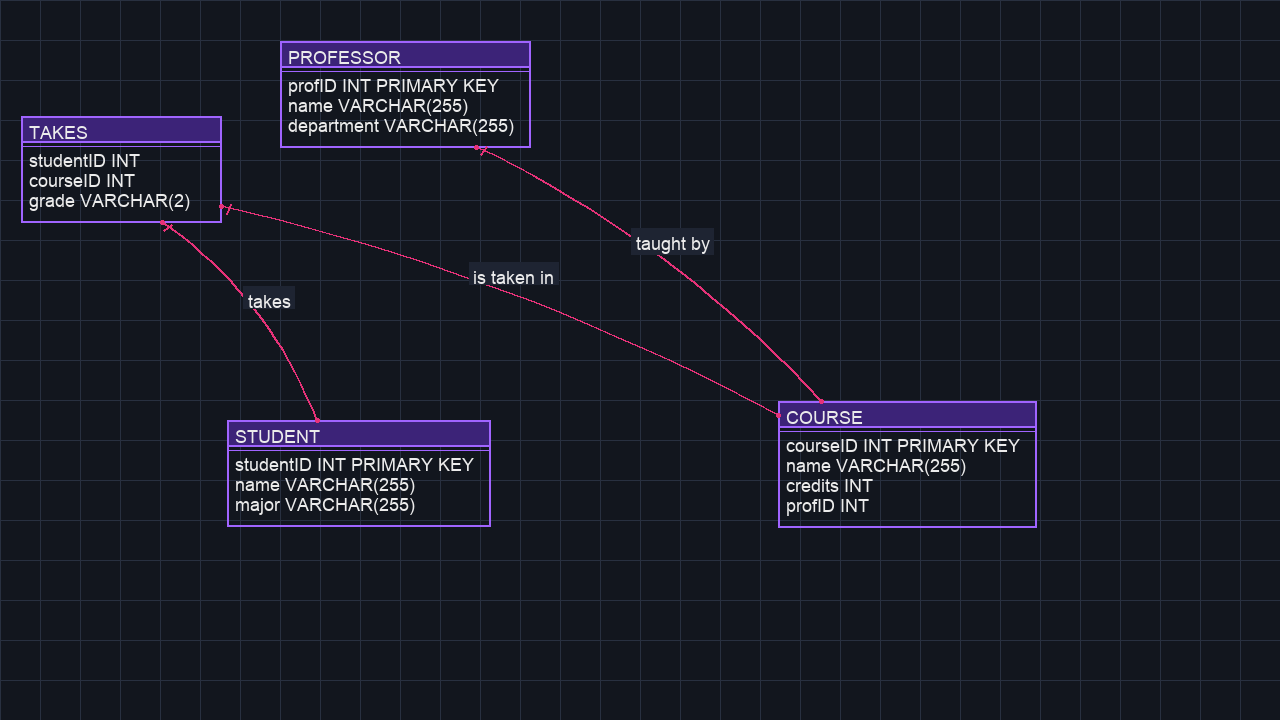 PROFESSOR
profID INT PRIMARY KEY
name VARCHAR(255)
department VARCHAR(255)
TAKES
studentID INT
courseID INT
grade VARCHAR(2)
taught by
is taken in
takes
STUDENT
studentID INT PRIMARY KEY
name VARCHAR(255)
major VARCHAR(255)
COURSE
courseID INT PRIMARY KEY
name VARCHAR(255)
credits INT
profID INT